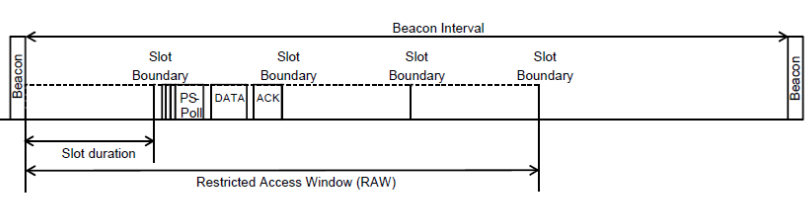 Beacon Interval
Slot Boundary
Slot Boundary
Slot Boundary
Slot Boundary
Beacon
PS-
Poll
DATA
ACK
Beacon
Slot duration
Restricted Access Window (RAW)